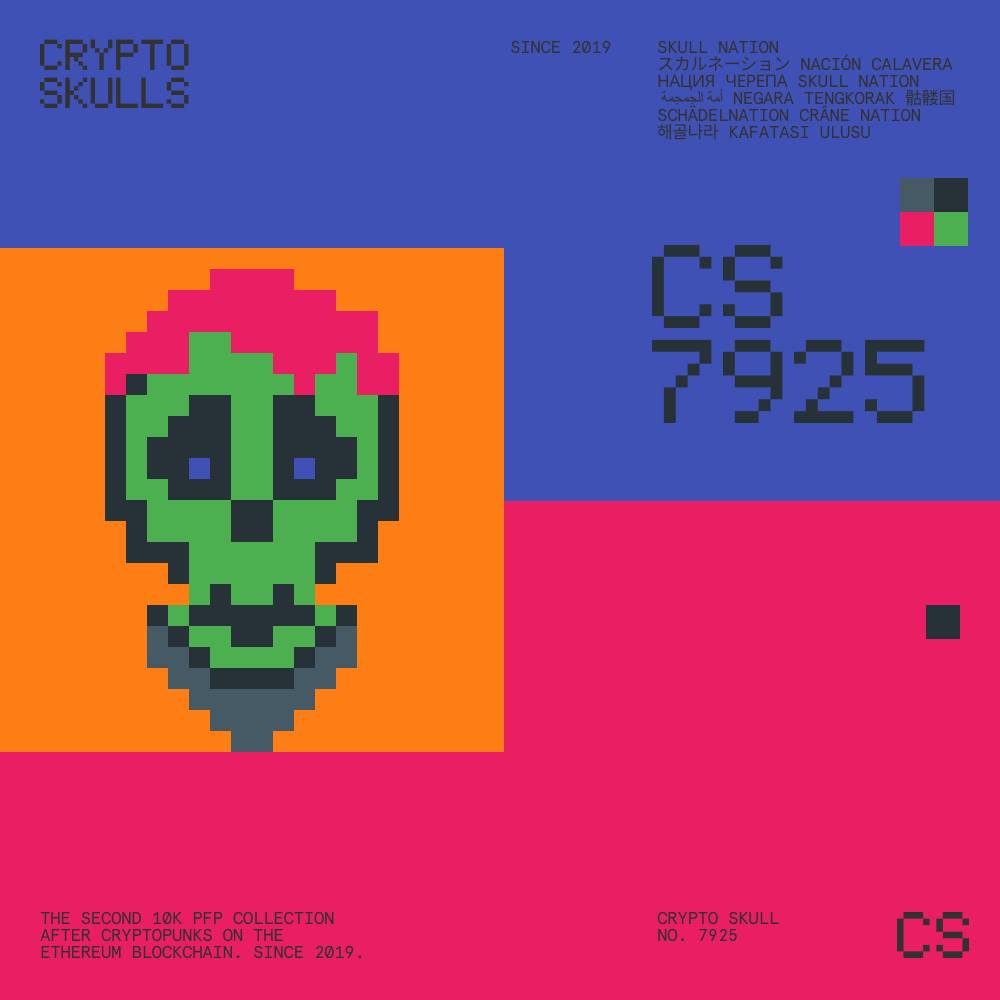 CRYPTO
SKULLS
SINCE 2019
SKULL NATION
スカルネーション NACIÓN CALAVERA
НАЦИЯ ЧЕРЕПА SKULL NATION
أمة الجمجمة NEGARA TENGKORAK 骷髅国
SCHÄDELNATION CRÂNE NATION
해골나라 KAFATASI ULUSU
CS
7925
THE SECOND 10K PFP COLLECTION
AFTER CRYPTOPUNKS ON THE
ETHEREUM BLOCKCHAIN. SINCE 2019.
CRYPTO SKULL
NO. 7925
CS